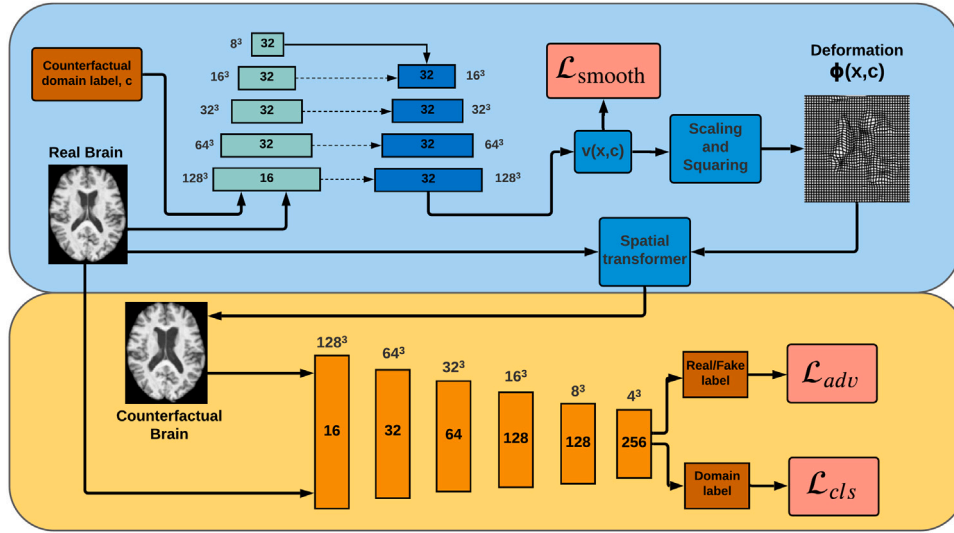 Counterfactual
domain label, c
8³
32
16³
32
32
16³
32³
32
32
32³
64³
32
32
64³
128³
16
32
128³
ℒsmooth
v(x,c)
Scaling
and
Squaring
Deformation
ϕ(x,c)
Real Brain
Spatial
transformer
Counterfactual
Brain
128³
16
64³
32
32³
64
16³
128
8³
128
4³
256
Real/Fake
label
ℒadv
Domain
label
ℒcls